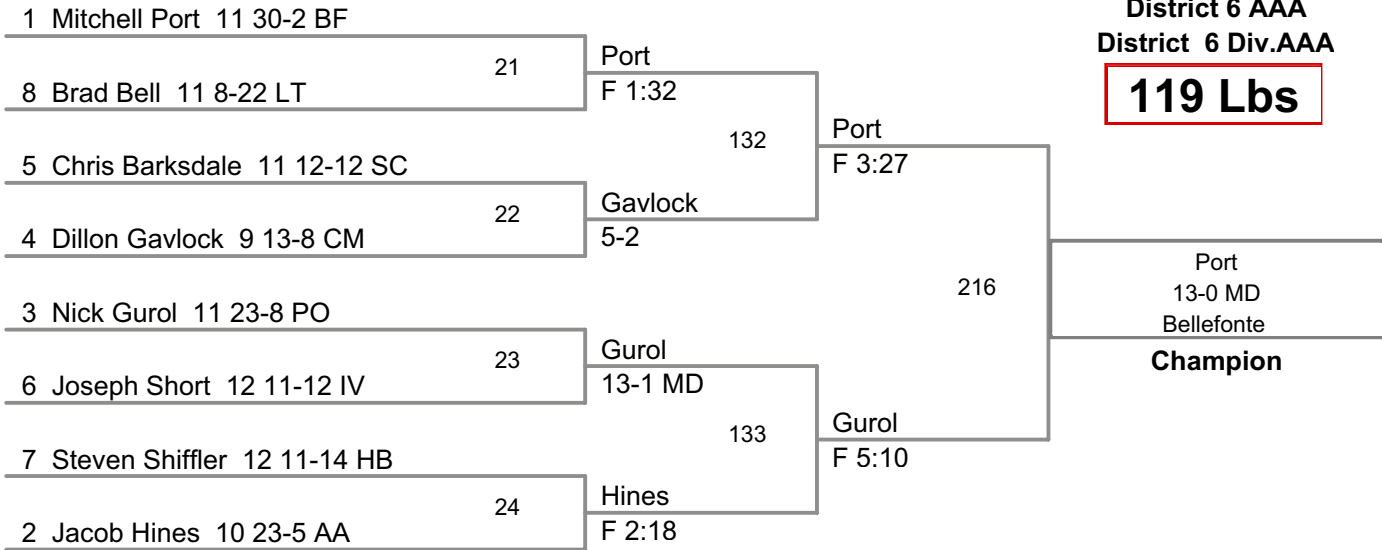 District 6 AAA
District 6 Div.AAA
119 Lbs
1 Mitchell Port 11 30-2 BF
21
8 Brad Bell 11 8-22 LT
Port
F 1:32
5 Chris Barksdale 11 12-12 SC
22
4 Dillon Gavlock 9 13-8 CM
Gavlock
5-2
132
Port
F 3:27
3 Nick Gurol 11 23-8 PO
23
6 Joseph Short 12 11-12 IV
Gurol
13-1 MD
7 Steven Shiffler 12 11-14 HB
24
2 Jacob Hines 10 23-5 AA
Hines
F 2:18
133
Gurol
F 5:10
216
Port
13-0 MD
Bellefonte
Champion